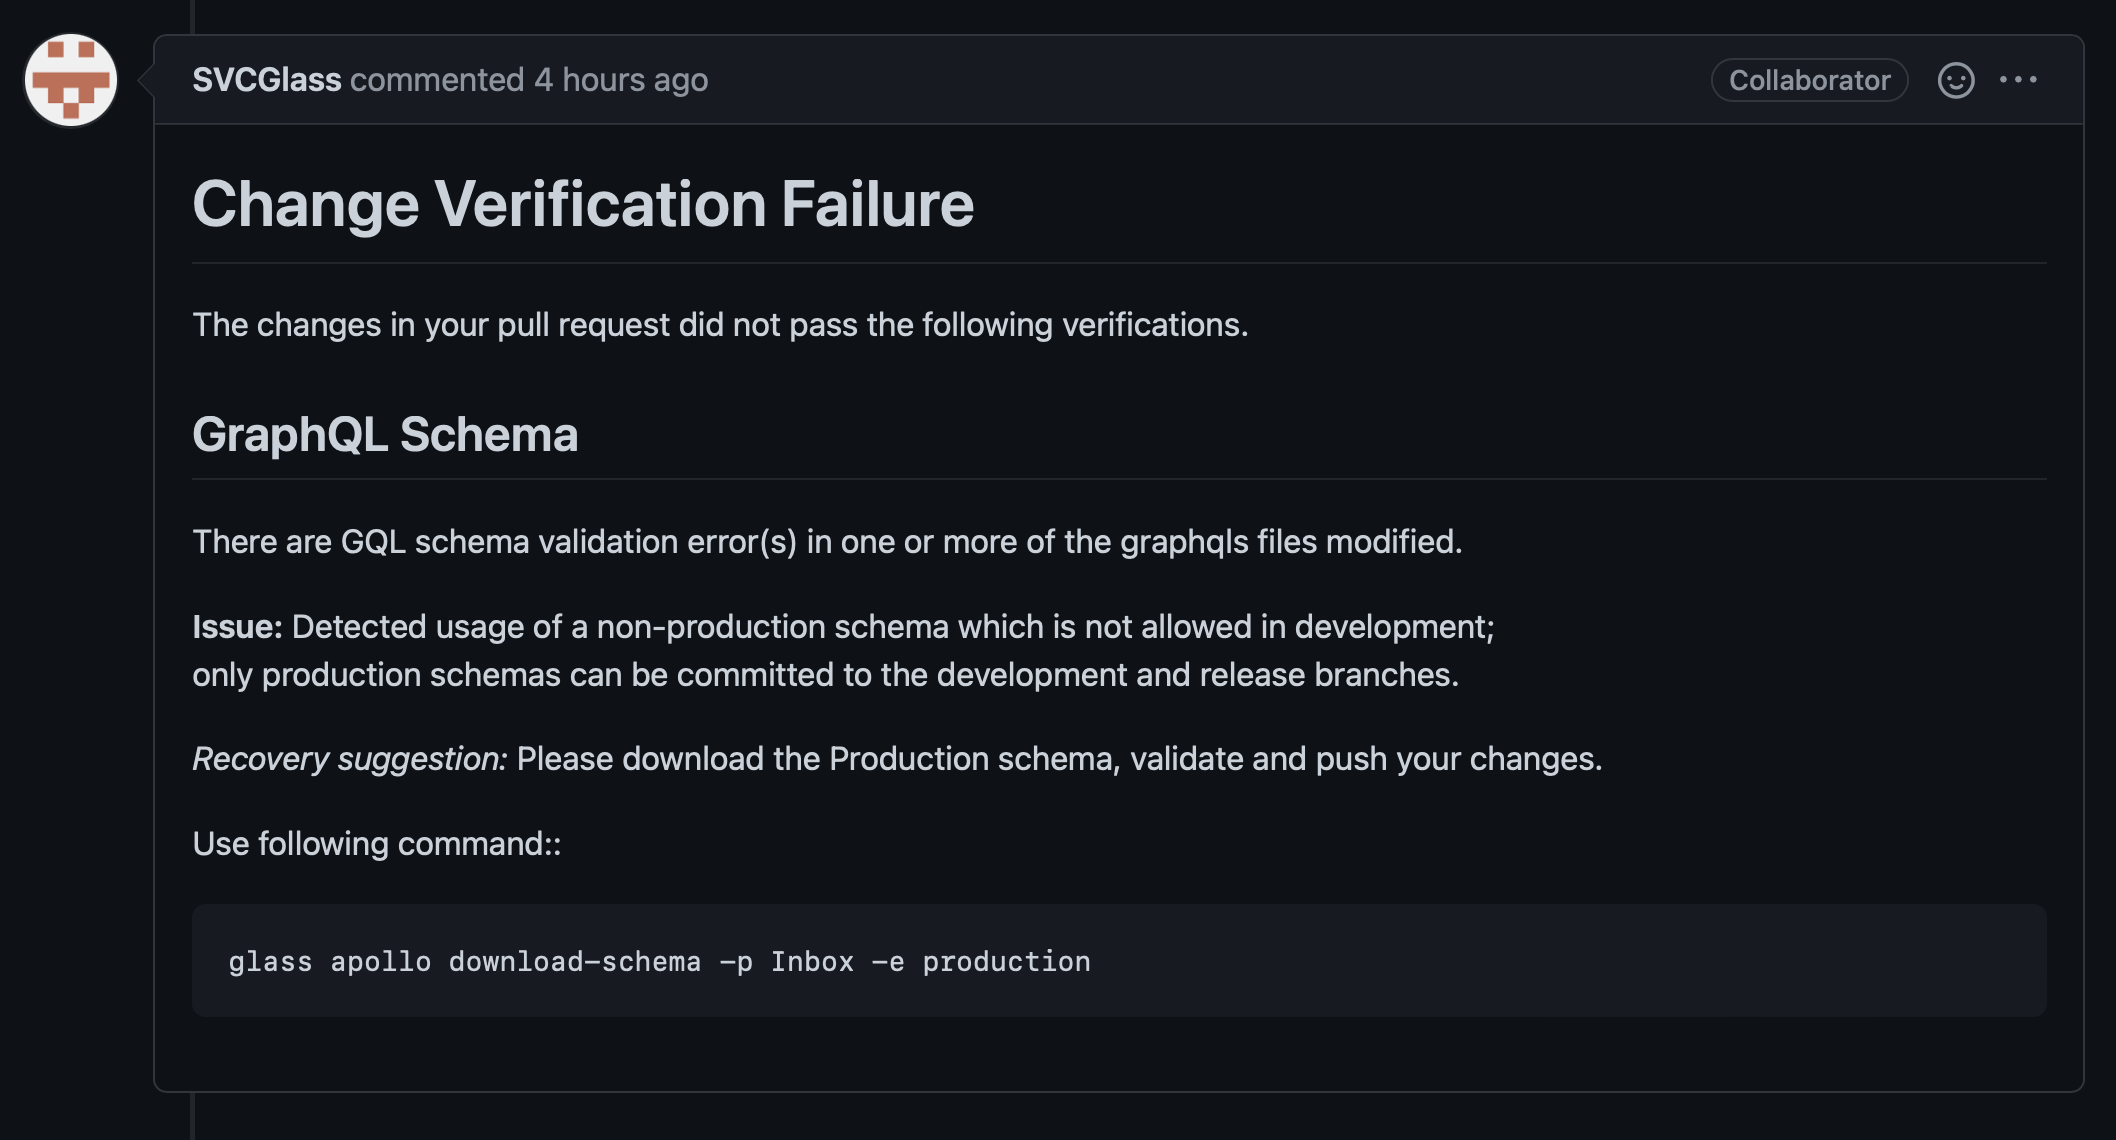 SVCGlass commented 4 hours ago
Collaborator
Change Verification Failure
The changes in your pull request did not pass the following verifications.
GraphQL Schema
There are GQL schema validation error(s) in one or more of the graphqls files modified.
Issue: Detected usage of a non-production schema which is not allowed in development;
only production schemas can be committed to the development and release branches.
Recovery suggestion: Please download the Production schema, validate and push your changes.
Use following command::
glass apollo download-schema -p Inbox -e production